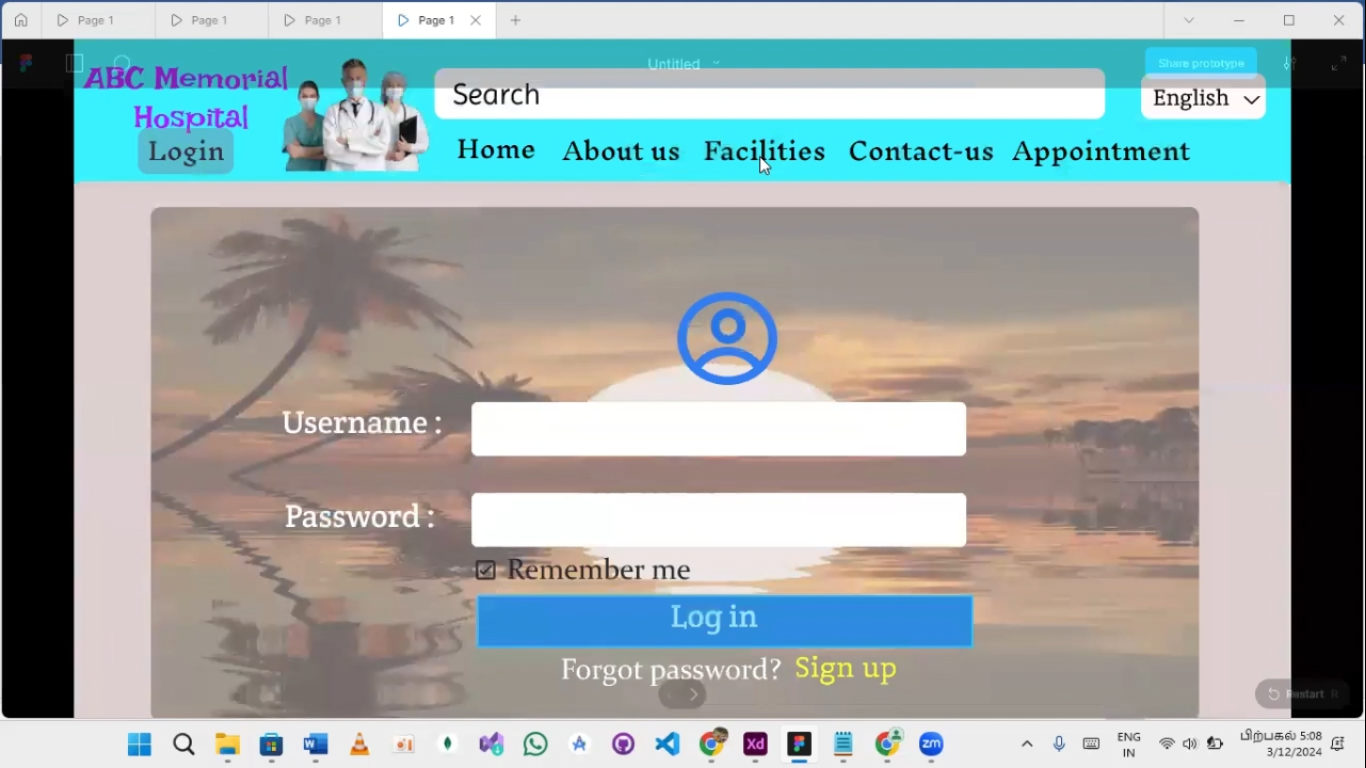 Page 1 Page 1 Page 1 Page 1
Untitled Share prototype
ABC Memorial
Hospital
Search English
Login Home About us Facilities Contact-us Appointment
Username :
Password :
Remember me
Log in
Forgot password? Sign up
Restart R
Xd zm
ENG
IN
பிற்பகல் 5:08
3/12/2024